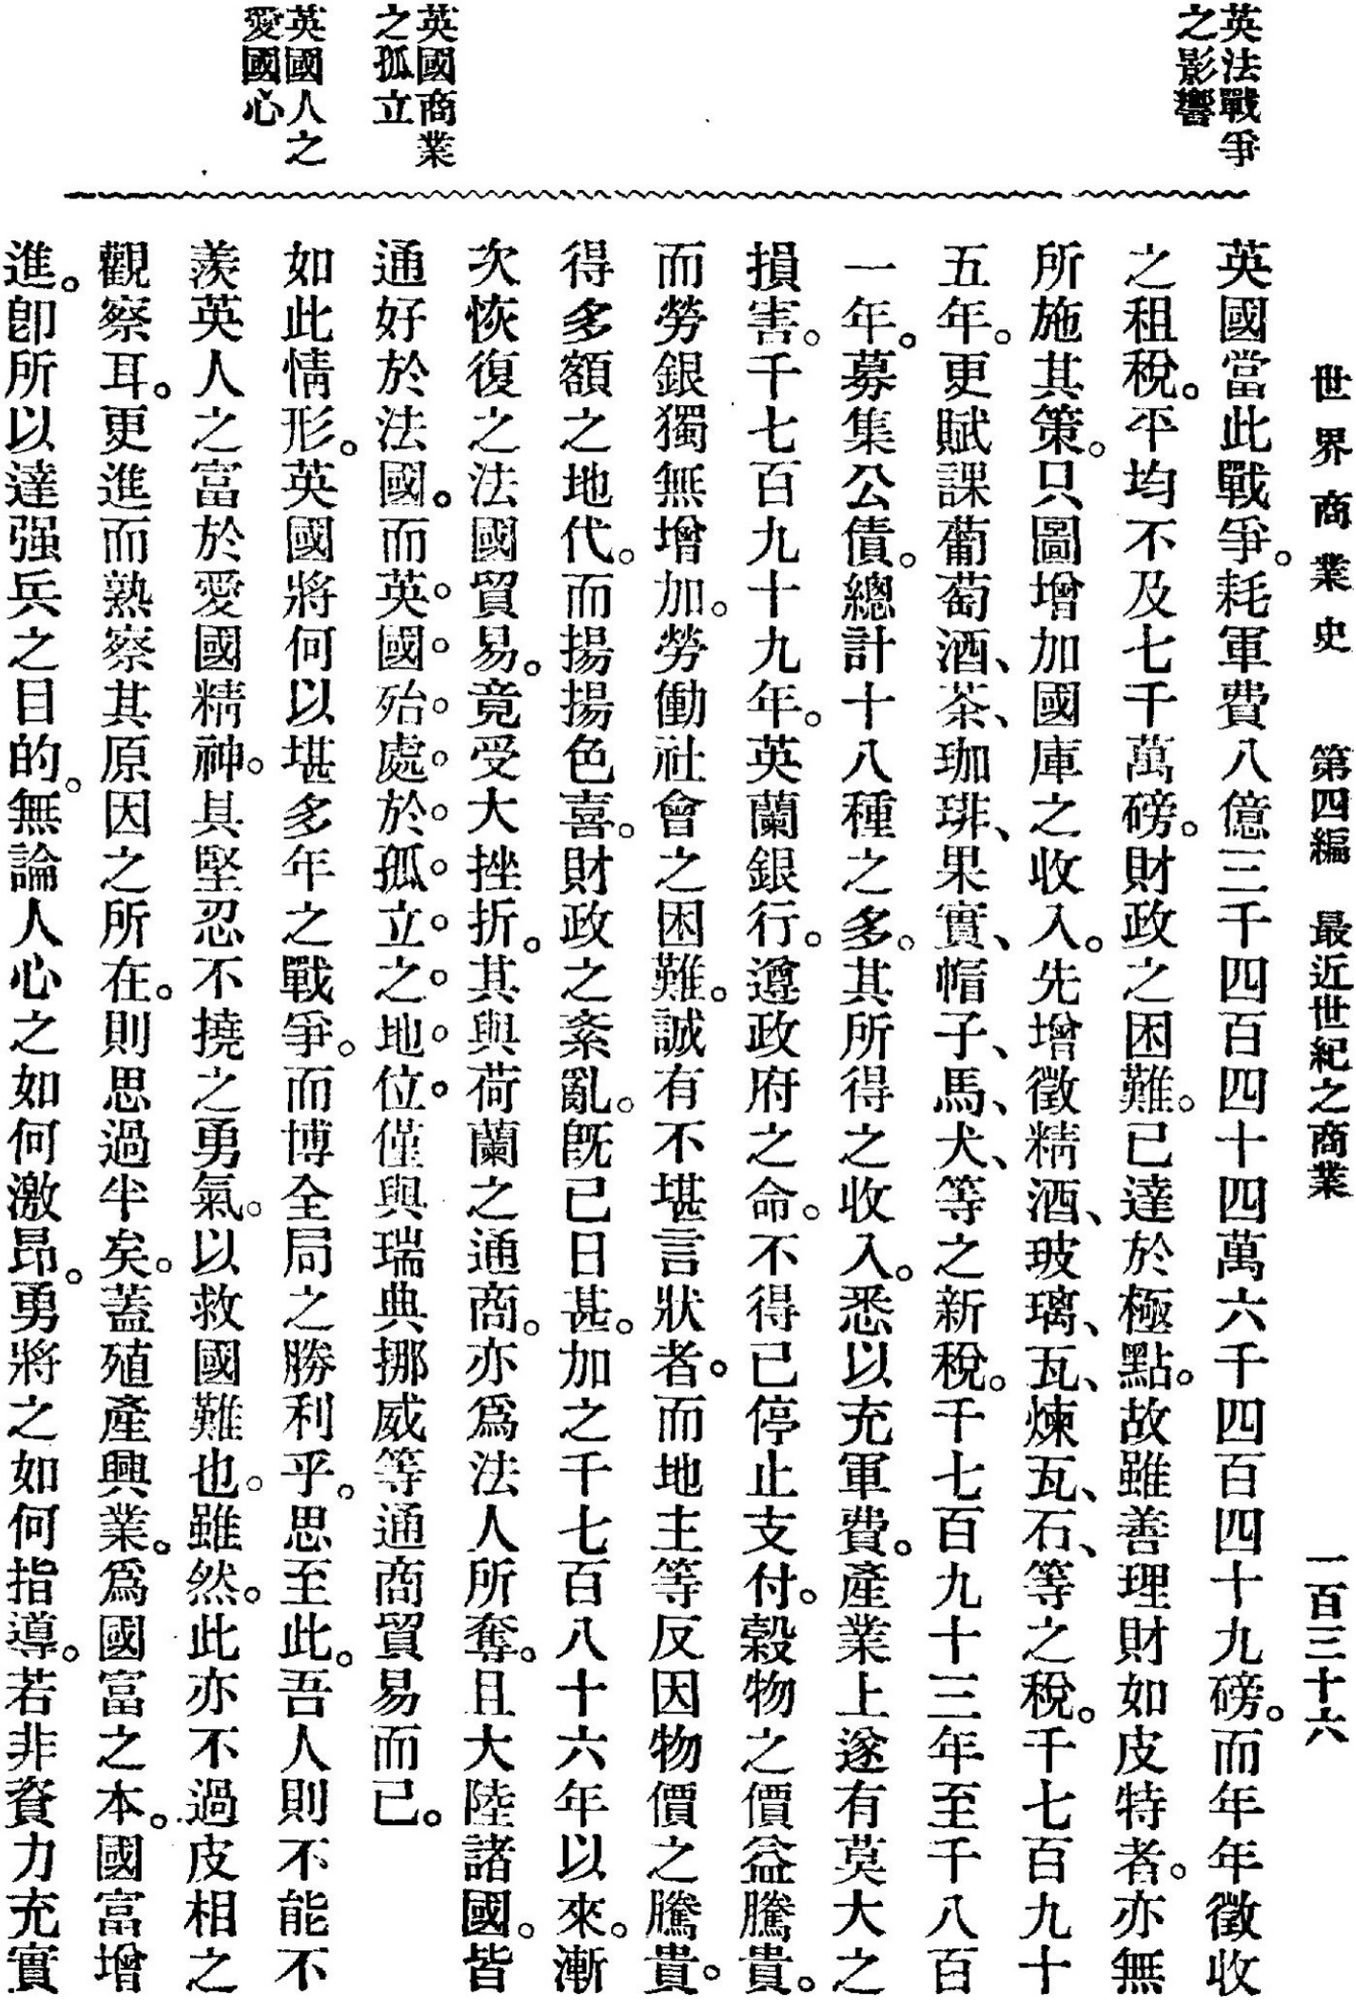 世界商業史　第四編　最近世紀之商業　一百三十六
英法戰爭
之影響
英國商業
之孤立
英國人之
愛國心
英國當此戰爭。耗軍費八億三千四百四十四萬六千四百四十九磅。而年年徵收
之租稅。平均不及七千萬磅。財政之困難。已達於極點。故雖善理財如皮特者。亦無
所施其策。只圖增加國庫之收入。先增徵精酒、玻璃、瓦、煉瓦、石、等之稅。千七百九十
五年。更賦課葡萄酒、茶、珈琲、果實、帽子、馬、犬、等之新稅。千七百九十三年至千八百
一年。募集公債。總計十八種之多。其所得之收入。悉以充軍費。產業上遂有莫大之
損害。千七百九十九年。英蘭銀行。遵政府之命。不得已停止支付。穀物之價益騰貴。
而勞銀獨無增加。勞働社會之困難。誠有不堪言狀者。而地主等反因物價之騰貴。
得多額之地代。而揚揚色喜。財政之紊亂。既已日甚。加之千七百八十六年以來。漸
次恢復之法國貿易。竟受大挫折。其與荷蘭之通商。亦爲法人所奪。且大陸諸國。皆
通好於法國。而英國殆處於孤立之地位。僅與瑞典挪威等通商貿易而已。
如此情形。英國將何以堪多年之戰爭。而博全局之勝利乎。思至此。吾人則不能不
羨英人之富於愛國精神。具堅忍不撓之勇氣。以救國難也。雖然。此亦不過皮相之
觀察耳。更進而熟察其原因之所在。則思過半矣。蓋殖產興業。爲國富之本。國富增
進。卽所以達强兵之目的。無論人心之如何激昂。勇將之如何指導。若非資力充實